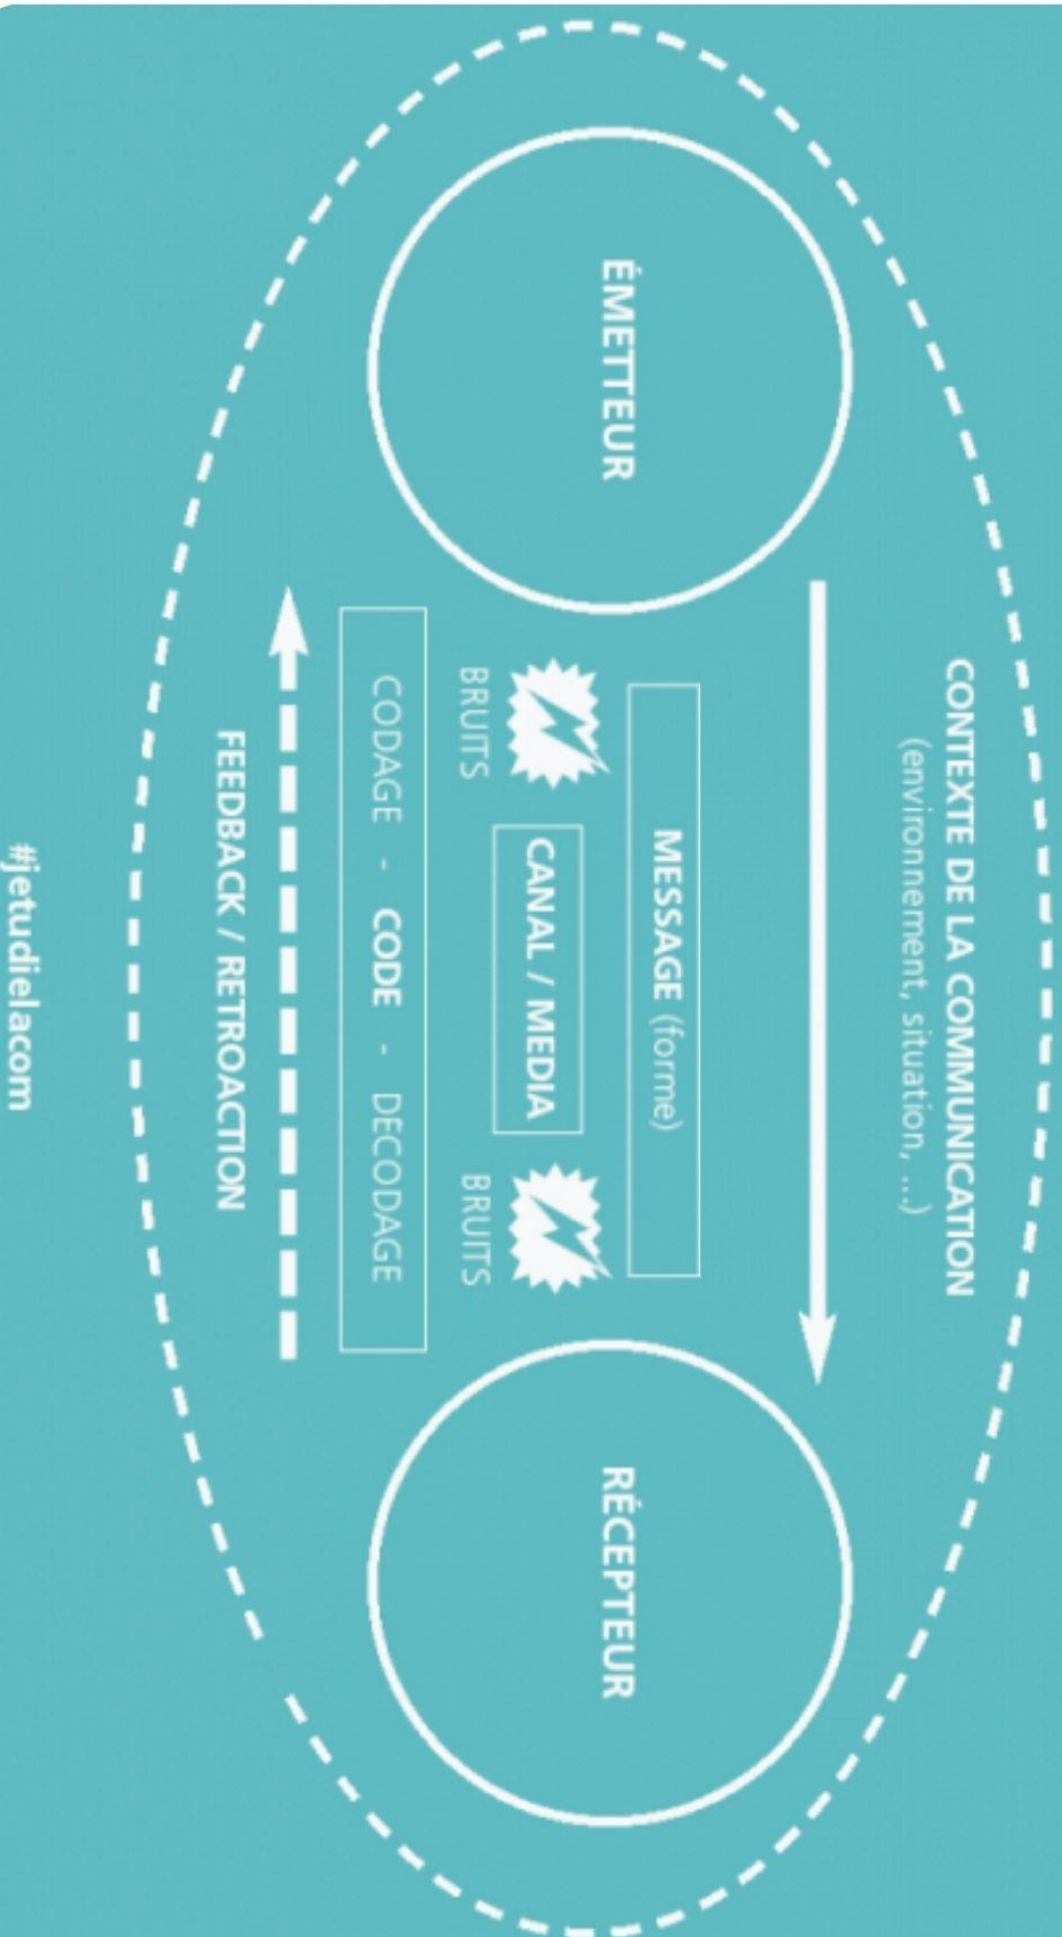 CONTEXTE DE LA COMMUNICATION
(environnement, situation, ...)
ÉMETTEUR
MESSAGE (forme)
CANAL / MEDIA
BRUITS
BRUITS
CODAGE - CODE - DECODAGE
RÉCEPTEUR
FEEDBACK / RETROACTION
#jetudielacom